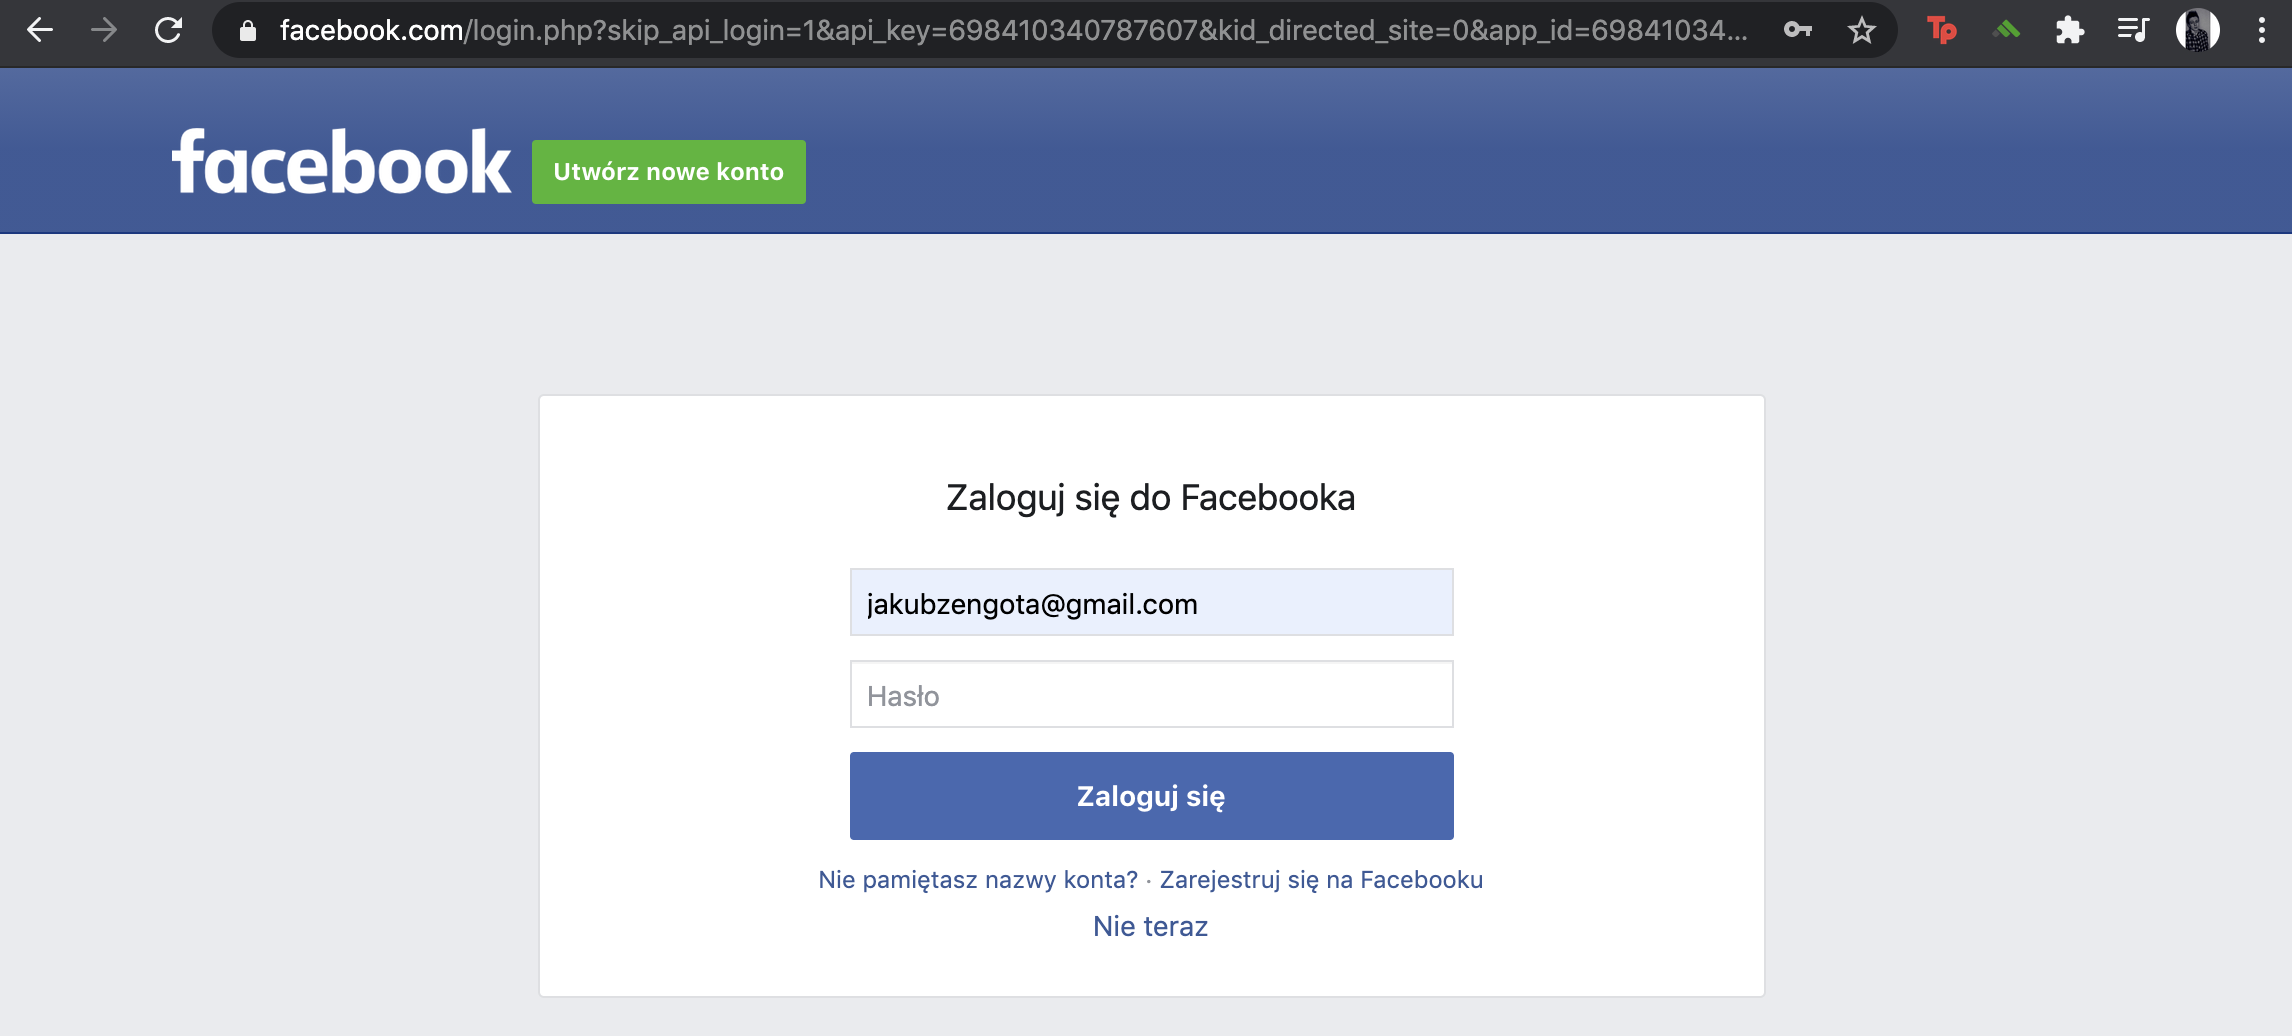 facebook.com/login.php?skip_api_login=1&api_key=698410340787607&kid_directed_site=0&app_id=69841034...
Tp
facebook
Utwórz nowe konto
Zaloguj się do Facebooka
jakubzengota@gmail.com
Hasło
Zaloguj się
Nie pamiętasz nazwy konta? · Zarejestruj się na Facebooku
Nie teraz